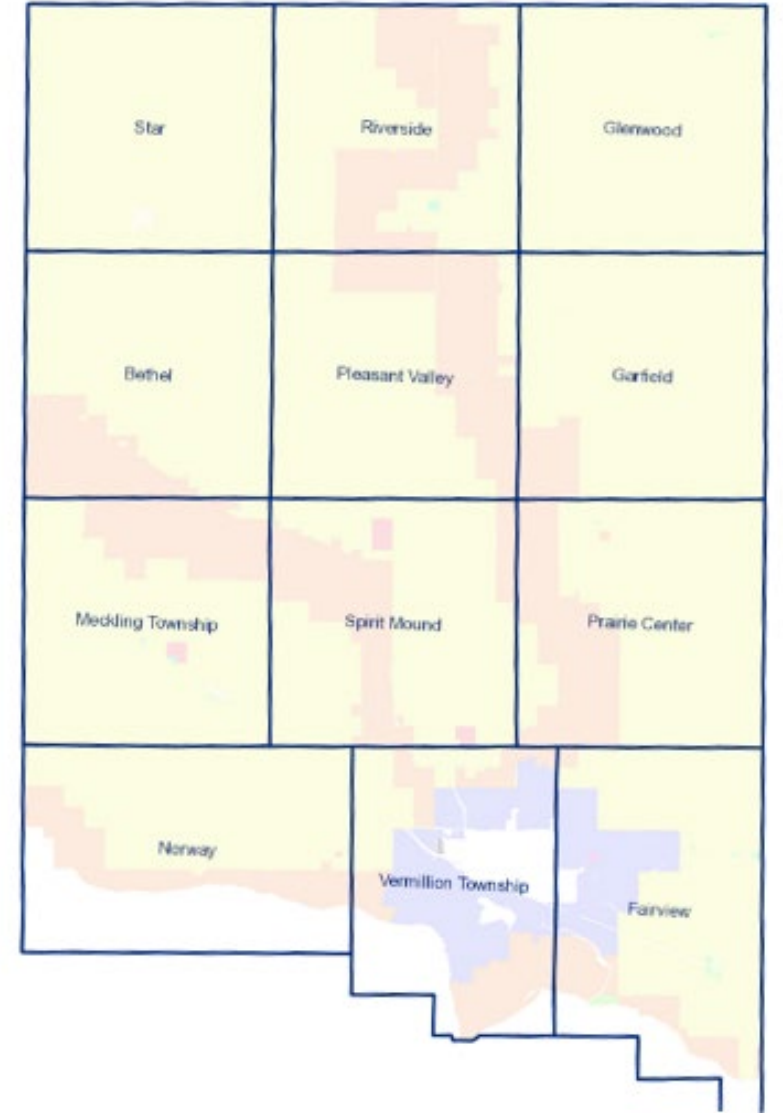 Star
Riverside
Glenwood
Bethel
Pleasant Valley
Garfield
Meckling Township
Spirit Mound
Prairie Center
Norway
Vermillion Township
Fairview